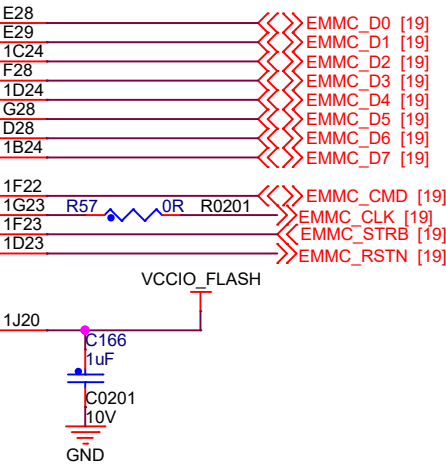 E28 EMMC_D0 [19]
E29 EMMC_D1 [19]
1C24 EMMC_D2 [19]
F28 EMMC_D3 [19]
1D24 EMMC_D4 [19]
G28 EMMC_D5 [19]
D28 EMMC_D6 [19]
1B24 EMMC_D7 [19]
1F22 EMMC_CMD [19]
1G23 R57 0R R0201 EMMC_CLK [19]
1F23 EMMC_STRB [19]
1D23 EMMC_RSTN [19]
VCCIO_FLASH
1J20
C166
1uF
C0201
10V
GND